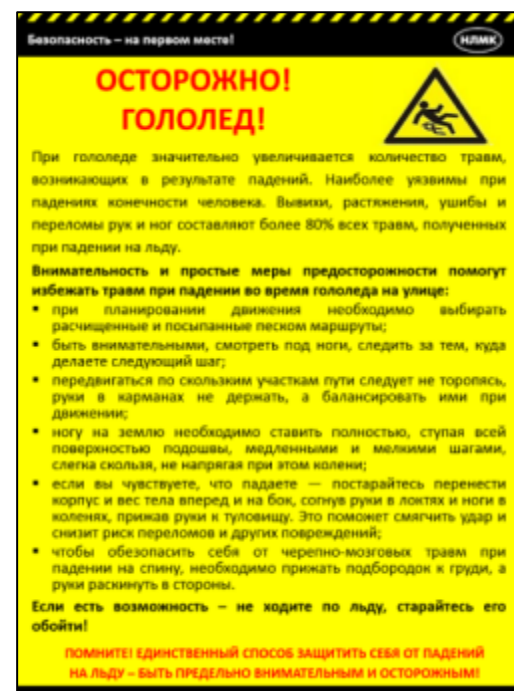 Безопасность – на первом месте!
НЛМК
ОСТОРОЖНО!
ГОЛОЛЕД!
При гололеде значительно увеличивается количество травм,
возникающих в результате падений. Наиболее уязвимы при
падениях конечности человека. Вывихи, растяжения, ушибы и
переломы рук и ног составляют более 80% всех травм, полученных
при падении на льду.
Внимательность и простые меры предосторожности помогут
избежать травм при падении во время гололеда на улице:
▪ при планировании движения необходимо выбирать
расчищенные и посыпанные песком маршруты;
▪ быть внимательными, смотреть под ноги, следить за тем, куда
делаете следующий шаг;
▪ передвигаться по скользким участкам пути следует не торопясь,
руки в карманах не держать, а балансировать ими при
движении;
▪ ногу на землю необходимо ставить полностью, ступая всей
поверхностью подошвы, медленными и мелкими шагами,
слегка скользя, не напрягая при этом колени;
▪ если вы чувствуете, что падаете — постарайтесь перенести
корпус и вес тела вперед и на бок, согнув руки в локтях и ноги в
коленях, прижав руки к туловищу. Это поможет смягчить удар и
снизит риск переломов и других повреждений;
▪ чтобы обезопасить себя от черепно-мозговых травм при
падении на спину, необходимо прижать подбородок к груди, а
руки раскинуть в стороны.
Если есть возможность – не ходите по льду, старайтесь его
обойти!
ПОМНИТЕ! ЕДИНСТВЕННЫЙ СПОСОБ ЗАЩИТИТЬ СЕБЯ ОТ ПАДЕНИЙ
НА ЛЬДУ – БЫТЬ ПРЕДЕЛЬНО ВНИМАТЕЛЬНЫМ И ОСТОРОЖНЫМ!